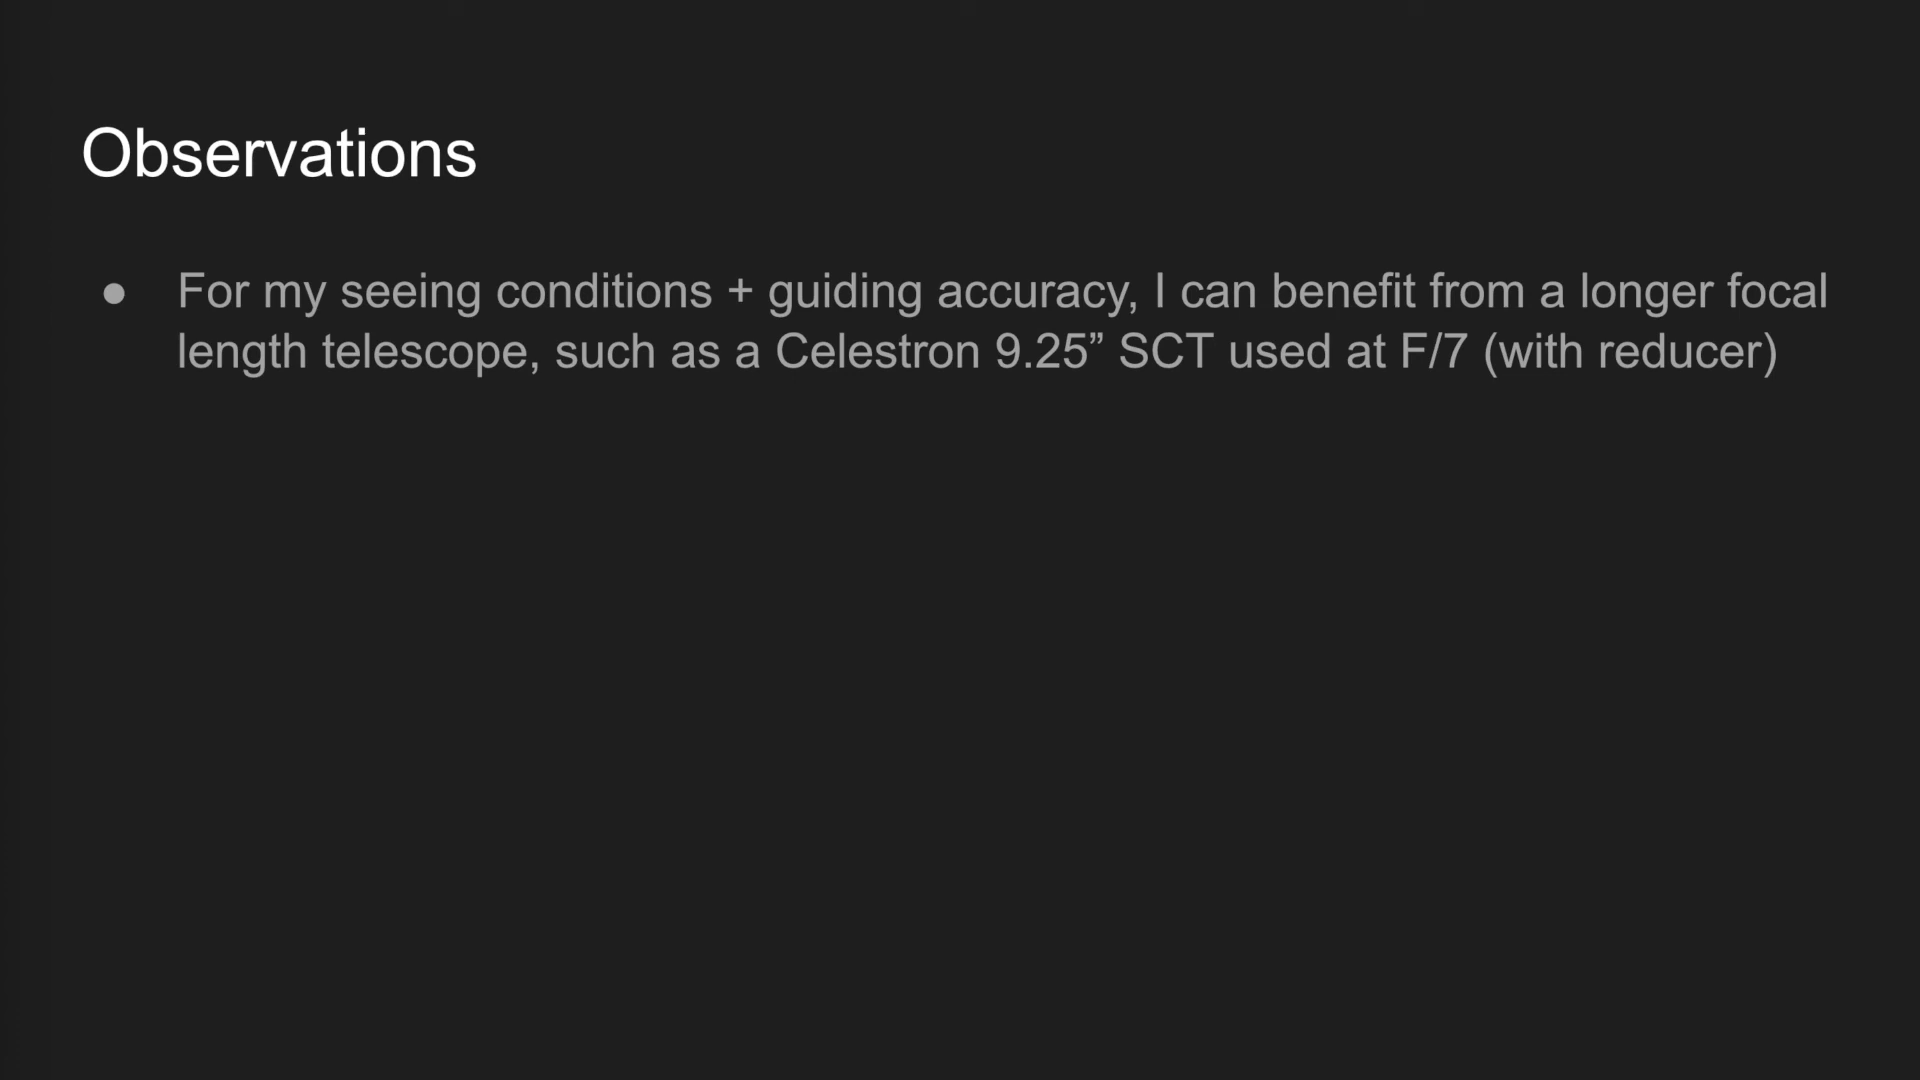 Observations
● For my seeing conditions + guiding accuracy, I can benefit from a longer focal
length telescope, such as a Celestron 9.25” SCT used at F/7 (with reducer)